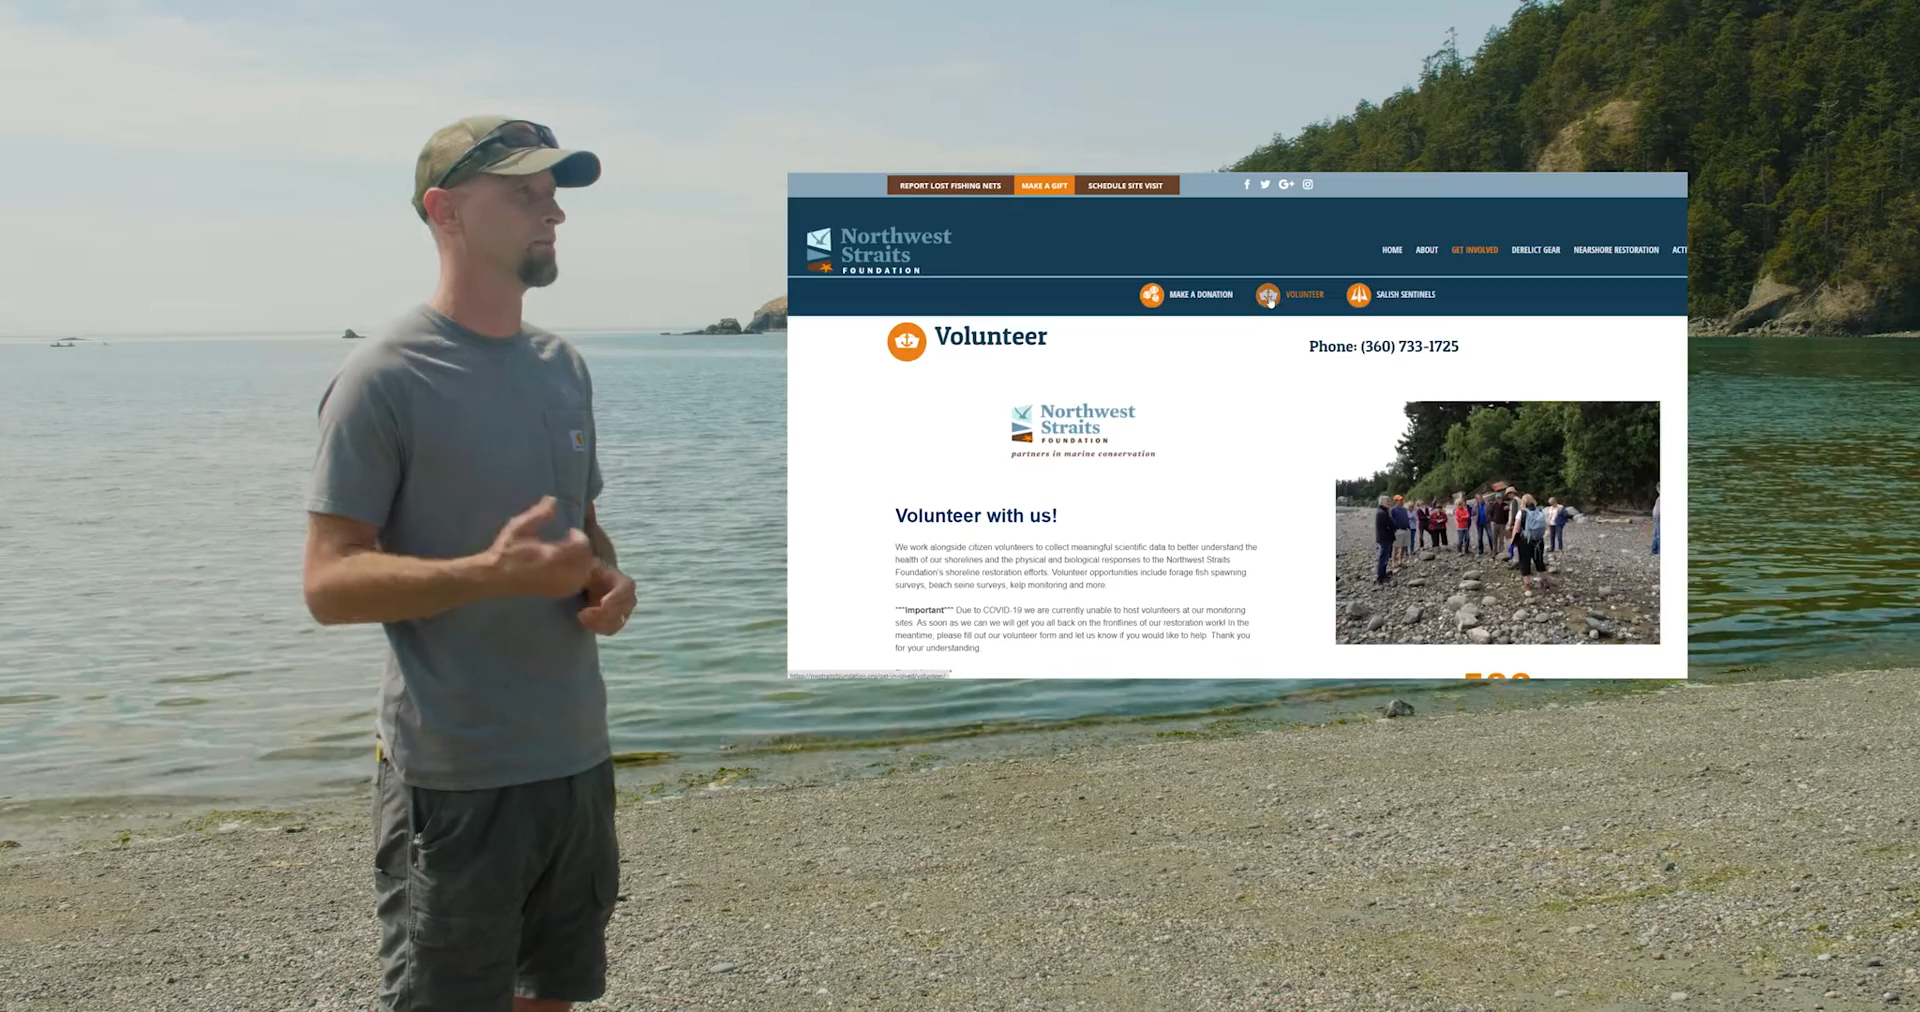 REPORT LOST FISHING NETS MAKE A GIFT SCHEDULE SITE VISIT
Northwest
Straits
FOUNDATION
HOME ABOUT GET INVOLVED DERELICT GEAR NEARSHORE RESTORATION ACTI
MAKE A DONATION VOLUNTEER SALISH SENTINELS
Volunteer
Phone: (360) 733-1725
Northwest
Straits
FOUNDATION
partners in marine conservation
Volunteer with us!
We work alongside citizen volunteers to collect meaningful scientific data to better understand the
health of our shorelines and the physical and biological responses to the Northwest Straits
Foundation's shoreline restoration efforts. Volunteer opportunities include forage fish spawning
surveys, beach seine surveys, kelp monitoring and more.
***Important*** Due to COVID-19 we are currently unable to host volunteers at our monitoring
sites. As soon as we can we will get you all back on the frontlines of our restoration work! In the
meantime, please fill out our volunteer form and let us know if you would like to help. Thank you
for your understanding.
https://nwstraitsfoundation.org/get-involved/volunteer/